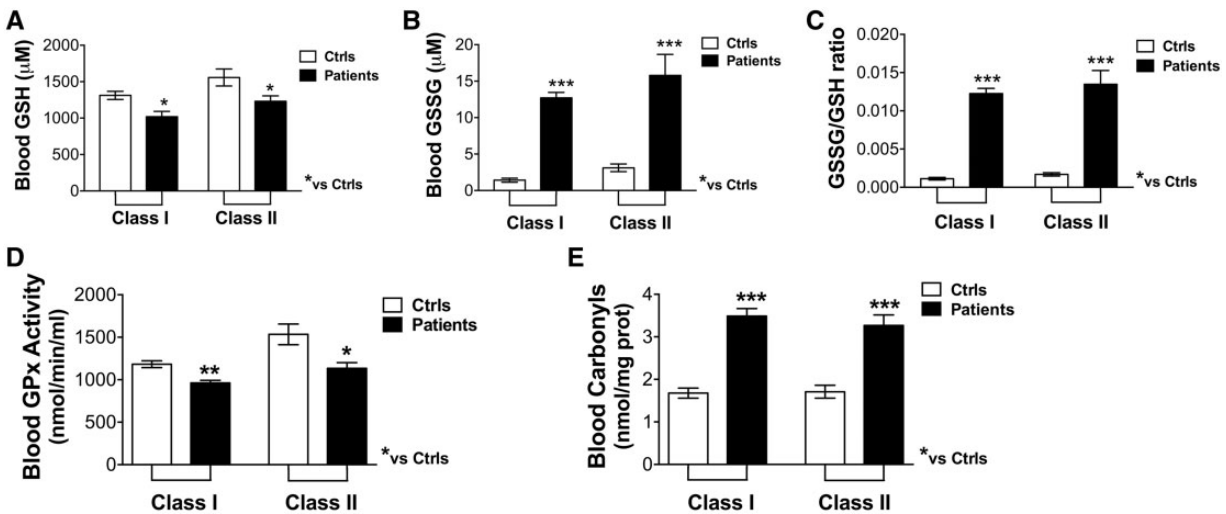 A
Blood GSH (μM)
2000
1500
1000
500
0
Ctrls
Patients
*
*
*vs Ctrls
Class I
Class II
B
Blood GSSG (μM)
20
15
10
5
0
Ctrls
Patients
***
***
*vs Ctrls
Class I
Class II
C
GSSG/GSH ratio
0.020
0.015
0.010
0.005
0.000
Ctrls
Patients
***
***
*vs Ctrls
Class I
Class II
D
Blood GPx Activity
(nmol/min/ml)
2000
1500
1000
500
0
Ctrls
Patients
**
*
*vs Ctrls
Class I
Class II
E
Blood Carbonyls
(nmol/mg prot)
4
3
2
1
0
Ctrls
Patients
***
***
*vs Ctrls
Class I
Class II